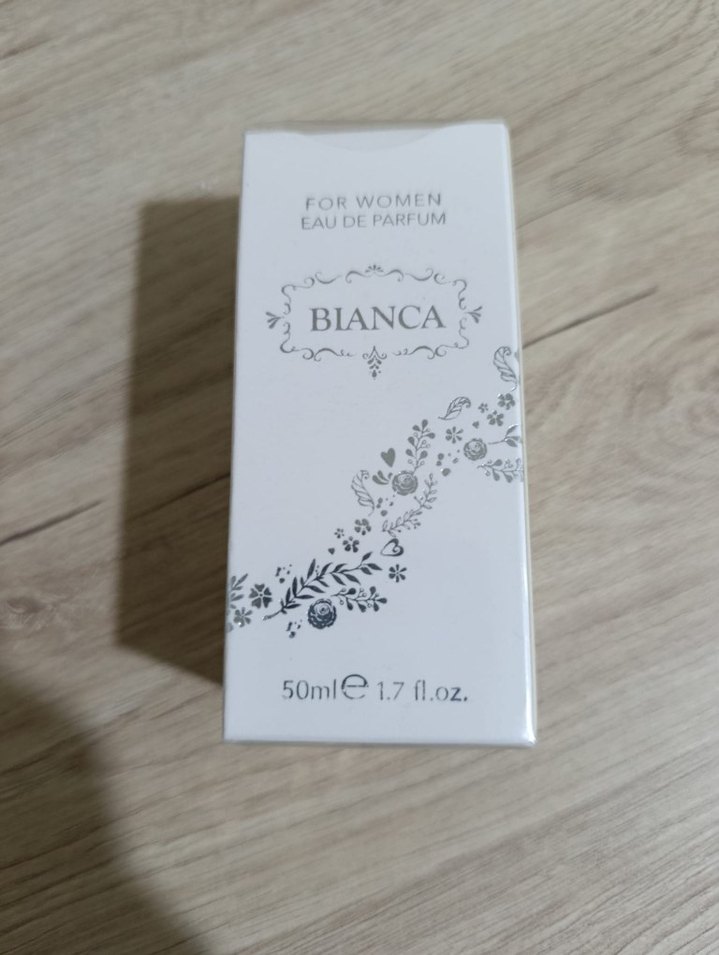 FOR WOMEN
EAU DE PARFUM
BIANCA
50ml ℮ 1.7 fl.oz.